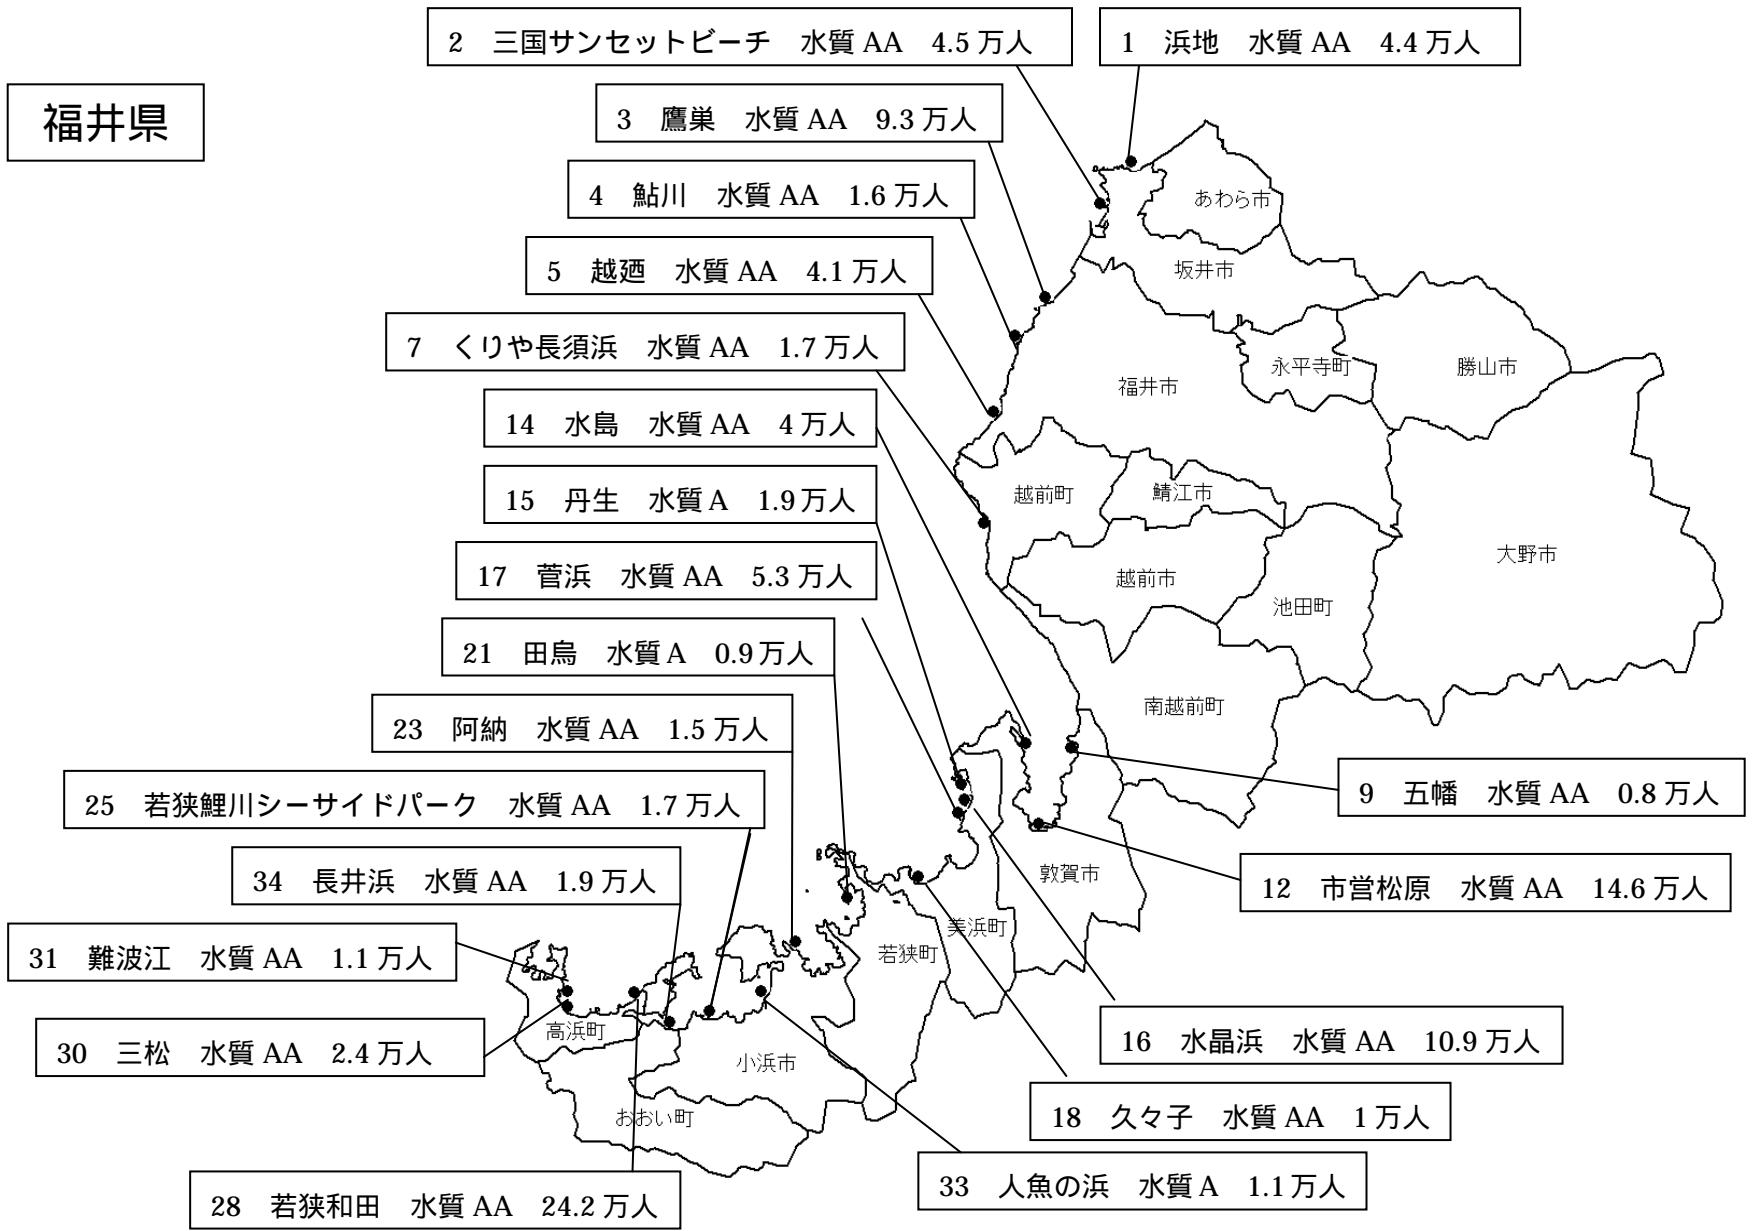 福井県
2 三国サンセットビーチ 水質 AA 4.5 万人
1 浜地 水質 AA 4.4 万人
3 鷹巣 水質 AA 9.3 万人
4 鮎川 水質 AA 1.6 万人
5 越廼 水質 AA 4.1 万人
7 くりや長須浜 水質 AA 1.7 万人
14 水島 水質 AA 4 万人
15 丹生 水質 A 1.9 万人
17 菅浜 水質 AA 5.3 万人
21 田烏 水質 A 0.9 万人
23 阿納 水質 AA 1.5 万人
25 若狭鯉川シーサイドパーク 水質 AA 1.7 万人
34 長井浜 水質 AA 1.9 万人
31 難波江 水質 AA 1.1 万人
30 三松 水質 AA 2.4 万人
28 若狭和田 水質 AA 24.2 万人
9 五幡 水質 AA 0.8 万人
12 市営松原 水質 AA 14.6 万人
16 水晶浜 水質 AA 10.9 万人
18 久々子 水質 AA 1 万人
33 人魚の浜 水質 A 1.1 万人
あわら市
坂井市
永平寺町
勝山市
福井市
越前町
鯖江市
大野市
越前市
池田町
南越前町
敦賀市
美浜町
若狭町
高浜町
小浜市
おおい町